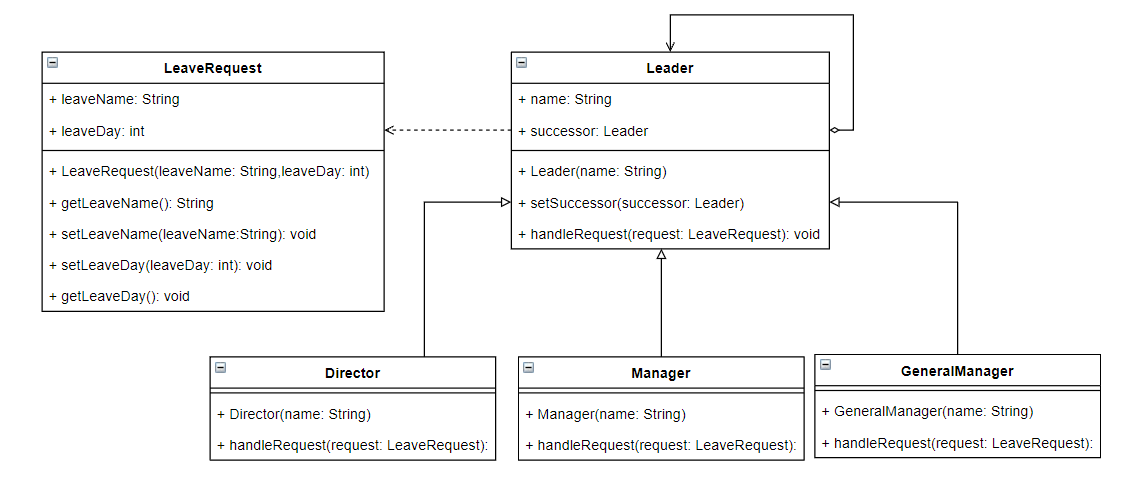 LeaveRequest
+ leaveName: String
+ leaveDay: int
+ LeaveRequest(leaveName: String,leaveDay: int)
+ getLeaveName(): String
+ setLeaveName(leaveName:String): void
+ setLeaveDay(leaveDay: int): void
+ getLeaveDay(): void
Leader
+ name: String
+ successor: Leader
+ Leader(name: String)
+ setSuccessor(successor: Leader)
+ handleRequest(request: LeaveRequest): void
Director
+ Director(name: String)
+ handleRequest(request: LeaveRequest):
Manager
+ Manager(name: String)
+ handleRequest(request: LeaveRequest):
GeneralManager
+ GeneralManager(name: String)
+ handleRequest(request: LeaveRequest):